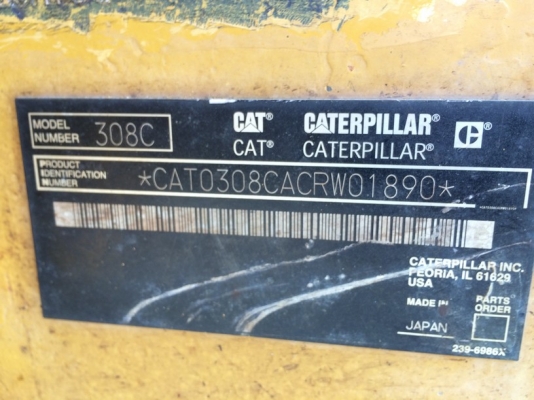 MODEL NUMBER 308C
CAT® CATERPILLAR®
CAT® CATERPILLAR®
PRODUCT IDENTIFICATION NUMBER *CAT0308CACRW01890*
CATERPILLAR INC.
PEORIA, IL 61629
USA
MADE IN PARTS ORDER
JAPAN
239-6966X